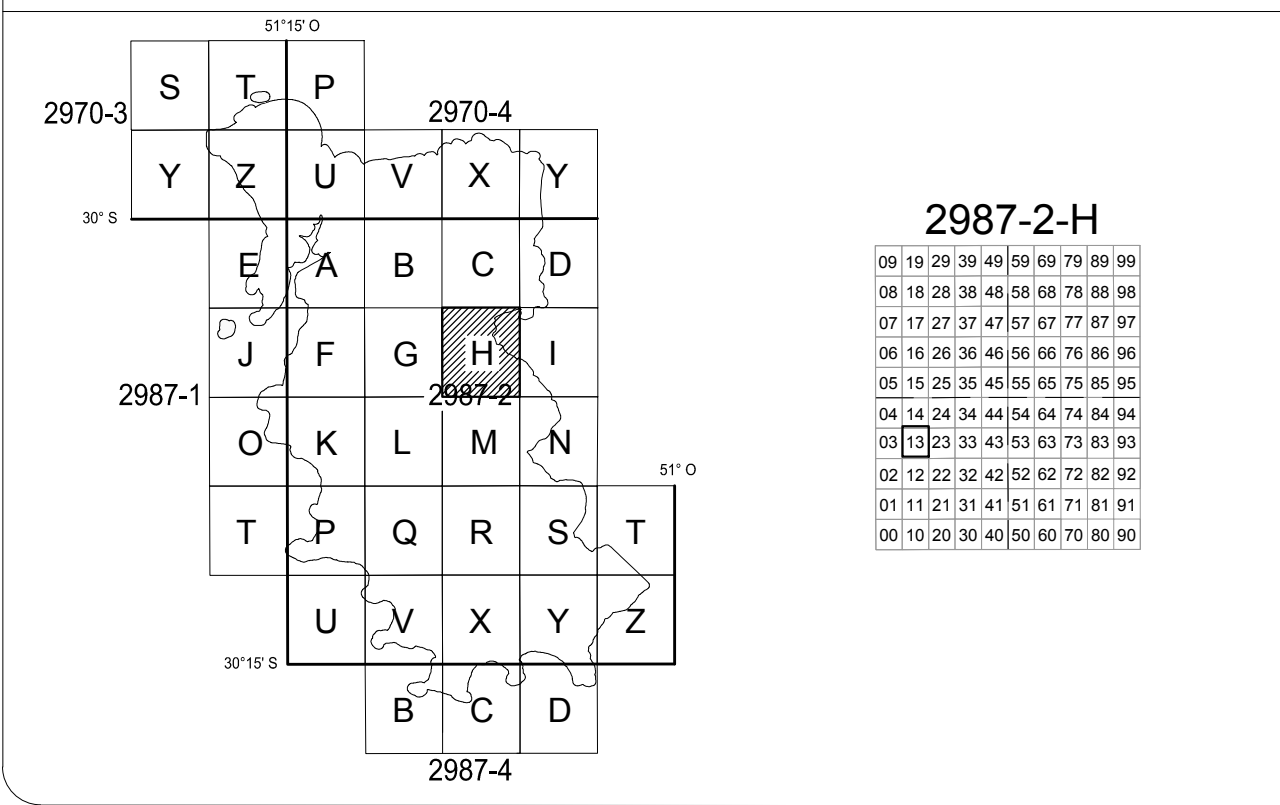 51°15' O
S T P
2970-3
2970-4
Y Z U V X Y
30° S
E A B C D
J F G H I
2987-1
2987-2
O K L M N
51° O
T P Q R S T
U V X Y Z
30°15' S
B C D
2987-4
2987-2-H
09 19 29 39 49 59 69 79 89 99
08 18 28 38 48 58 68 78 88 98
07 17 27 37 47 57 67 77 87 97
06 16 26 36 46 56 66 76 86 96
05 15 25 35 45 55 65 75 85 95
04 14 24 34 44 54 64 74 84 94
03 13 23 33 43 53 63 73 83 93
02 12 22 32 42 52 62 72 82 92
01 11 21 31 41 51 61 71 81 91
00 10 20 30 40 50 60 70 80 90